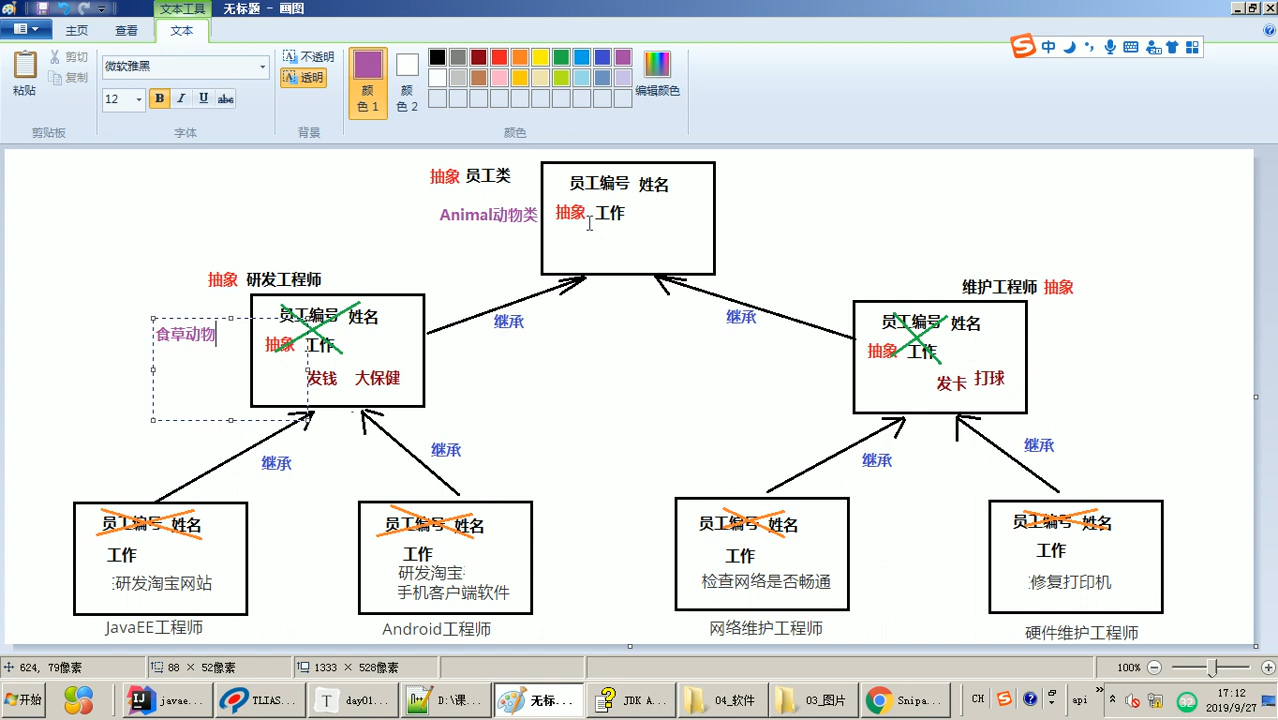 文本工具
无标题 - 画图
主页 查看 文本
粘贴
剪切
复制
剪贴板
微软雅黑
12
B I U abc
字体
不透明
透明
背景
颜色 1
颜色 2
编辑颜色
颜色
中
抽象 员工类
Animal动物类
员工编号 姓名
抽象 工作
抽象 研发工程师
维护工程师 抽象
员工编号 姓名
抽象 工作
发钱 大保健
食草动物
继承
继承
员工编号 姓名
抽象 工作
发卡 打球
继承
继承
继承
继承
员工编号 姓名
工作
研发淘宝网站
JavaEE工程师
员工编号 姓名
工作
研发淘宝
手机客户端软件
Android工程师
员工编号 姓名
工作
检查网络是否畅通
网络维护工程师
员工编号 姓名
工作
修复打印机
硬件维护工程师
624, 79像素
88 × 52像素
1333 × 528像素
100%
开始
javae...
TLIAS...
day01...
D:\课...
无标...
JDK A...
04_软件
03_图片
Snipa...
CH
api
32
17:12
2019/9/27